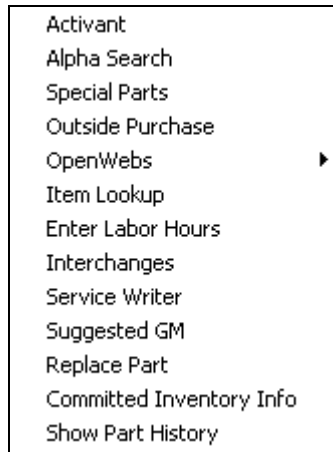 Activant
Alpha Search
Special Parts
Outside Purchase
OpenWebs
Item Lookup
Enter Labor Hours
Interchanges
Service Writer
Suggested GM
Replace Part
Committed Inventory Info
Show Part History